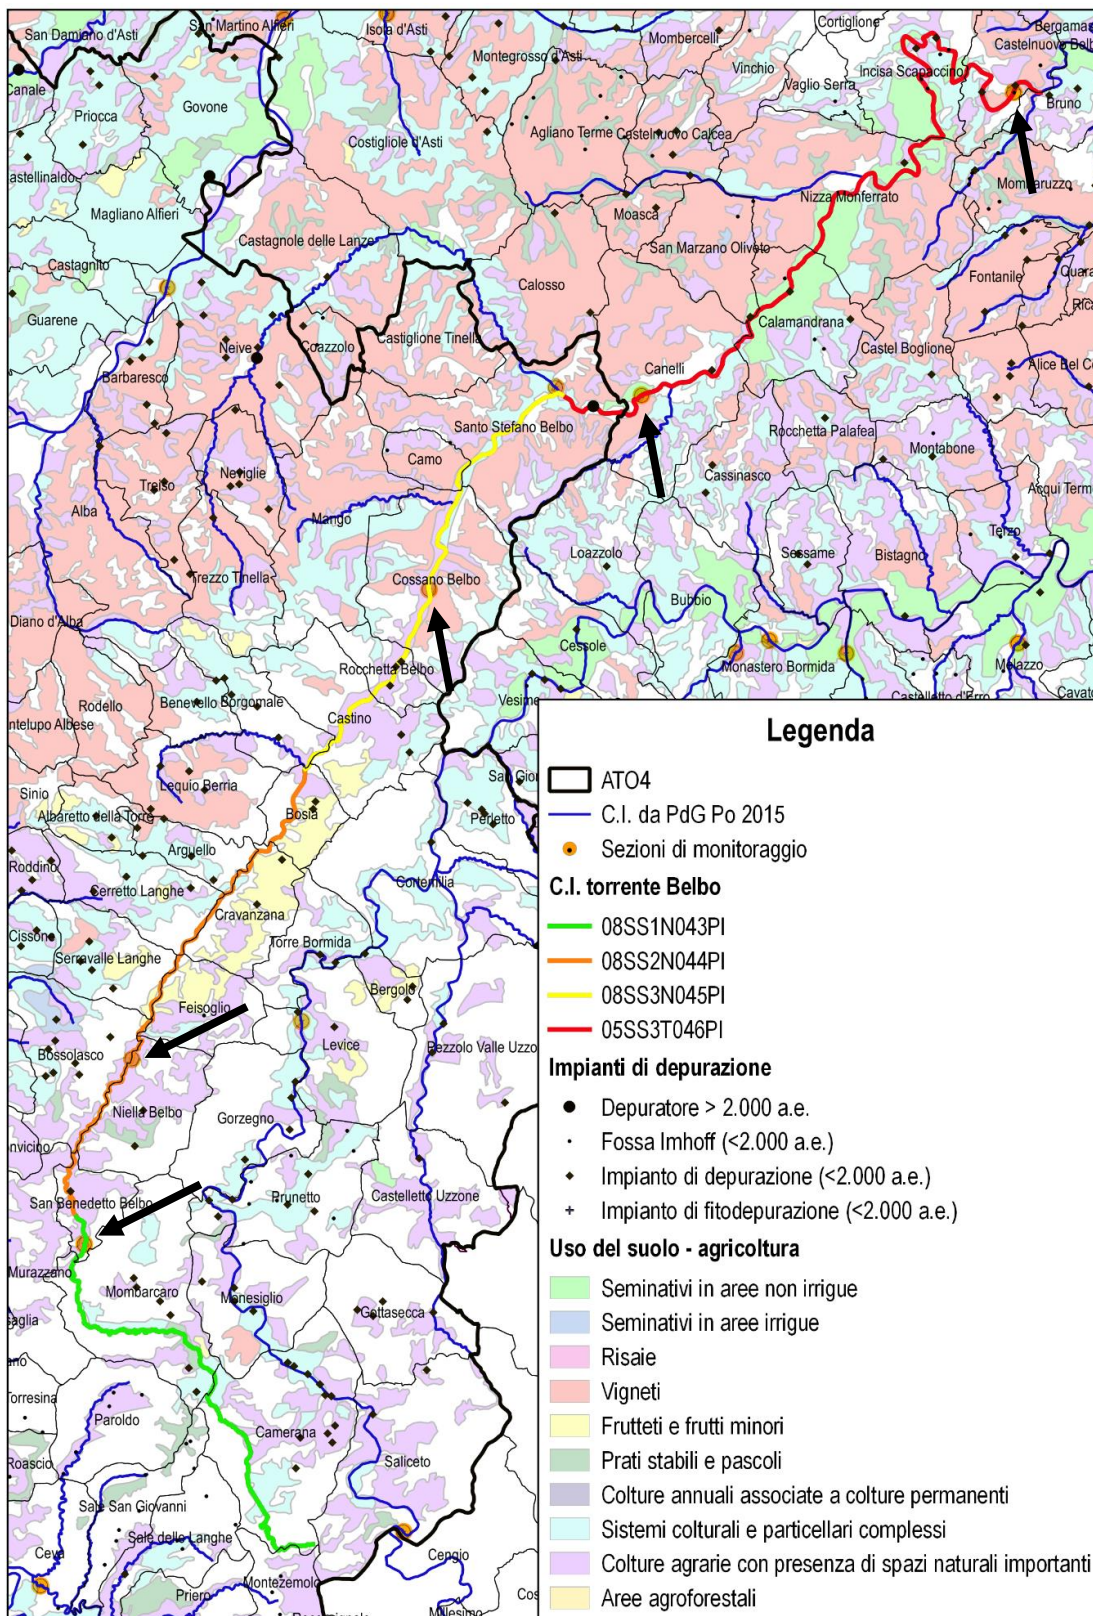 San Damiano d'Asti
San Martino Alfieri
Isola d'Asti
Cortiglione
Montegrosso d'Asti
Mombercelli
Vinchio
Canale
Priocca
Govone
Vaglio Serra
Incisa Scapaccino
Bruno
Costigliole d'Asti
Agliano Terme
Castelnuovo Calcea
Magliano Alfieri
Moasca
Nizza Monferrato
Castagnole delle Lanze
San Marzano Oliveto
Castagnito
Calosso
Fontanile
Guarene
Calamandrana
Neive
Coazzolo
Castiglione Tinella
Castel Boglione
Barbaresco
Canelli
Santo Stefano Belbo
Rocchetta Palafea
Montabone
Camo
Treiso
Neviglie
Cassinasco
Alba
Mango
Terzo
Loazzolo
Sessame
Bistagno
Trezzo Tinella
Cossano Belbo
Bubbio
Diano d'Alba
Cessole
Rocchetta Belbo
Monastero Bormida
Melazzo
Rodello
Benevello
Borgomale
Castino
Vesime
Castelletto d'Erro
ntelupo Albese
Legenda
ATO4
C.I. da PdG Po 2015
Sezioni di monitoraggio
C.I. torrente Belbo
08SS1N043PI
08SS2N044PI
08SS3N045PI
05SS3T046PI
Impianti di depurazione
Depuratore > 2.000 a.e.
Fossa Imhoff (<2.000 a.e.)
Impianto di depurazione (<2.000 a.e.)
Impianto di fitodepurazione (<2.000 a.e.)
Uso del suolo - agricoltura
Seminativi in aree non irrigue
Seminativi in aree irrigue
Risaie
Vigneti
Frutteti e frutti minori
Prati stabili e pascoli
Colture annuali associate a colture permanenti
Sistemi colturali e particellari complessi
Colture agrarie con presenza di spazi naturali importanti
Aree agroforestali
Sinio
Lequio Berria
Albaretto della Torre
Bosia
Perletto
Roddino
Arguello
Cerretto Langhe
Cortemilia
Cravanzana
Cissone
Serravalle Langhe
Torre Bormida
Bergolo
Feisoglio
Bossolasco
Levice
Pezzolo Valle Uzzo
Niella Belbo
Gorzegno
San Benedetto Belbo
Prunetto
Castelletto Uzzone
Murazzano
Mombarcaro
Monesiglio
Gottasecca
Torresina
Paroldo
Camerana
Saliceto
Roascio
Sale San Giovanni
Sale delle Langhe
Ceva
Cengio
Priero
Montezemolo
Millesimo